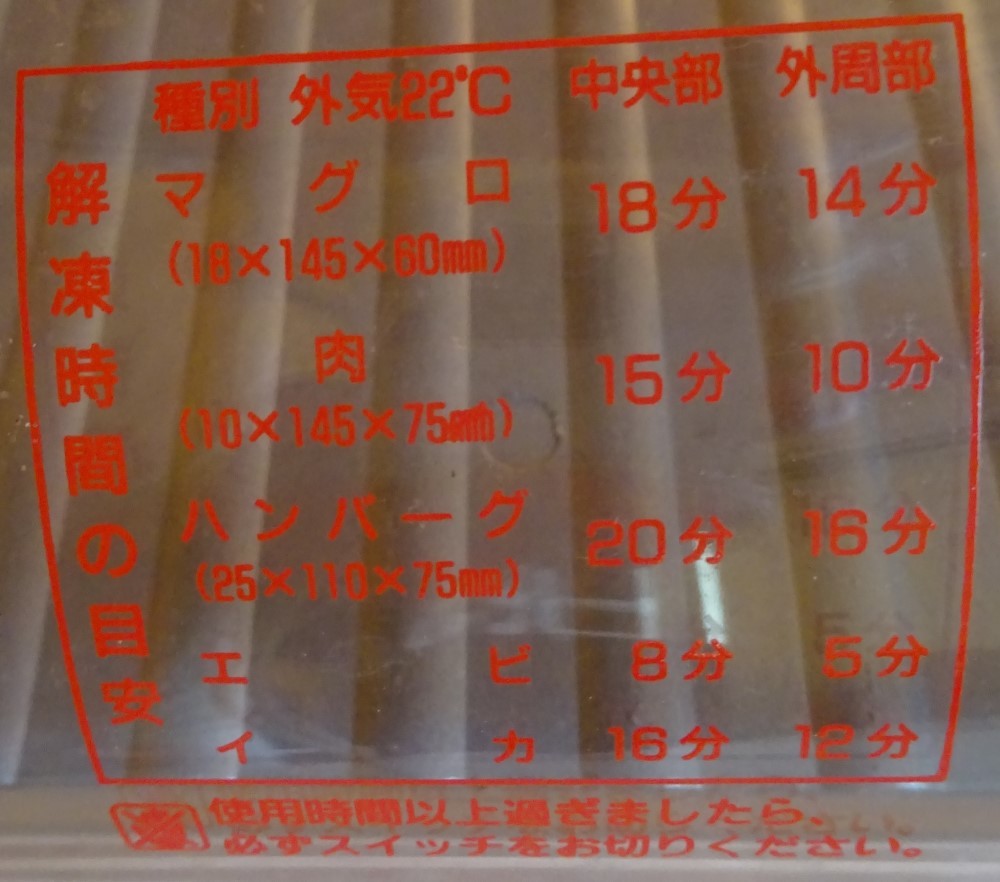 解凍時間の目安
種別 外気22℃ 中央部 外周部
マグロ 18分 14分
(18×145×60mm)
肉 15分 10分
(10×145×75mm)
ハンバーグ 20分 16分
(25×110×75mm)
エビ 8分 5分
イカ 16分 12分
使用時間以上過ぎましたら、
必ずスイッチをお切りください。